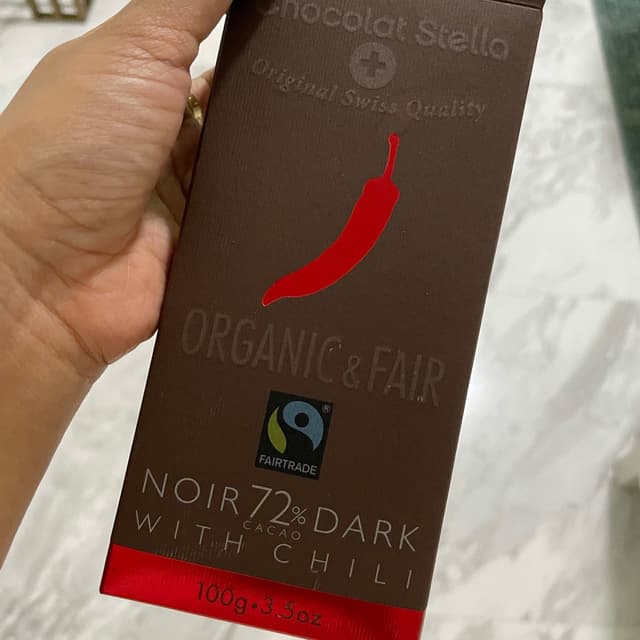 Chocolat Stella
Original Swiss Quality
ORGANIC & FAIR
®
FAIRTRADE
NOIR 72% DARK
CACAO
WITH CHILI
100g • 3.5oz